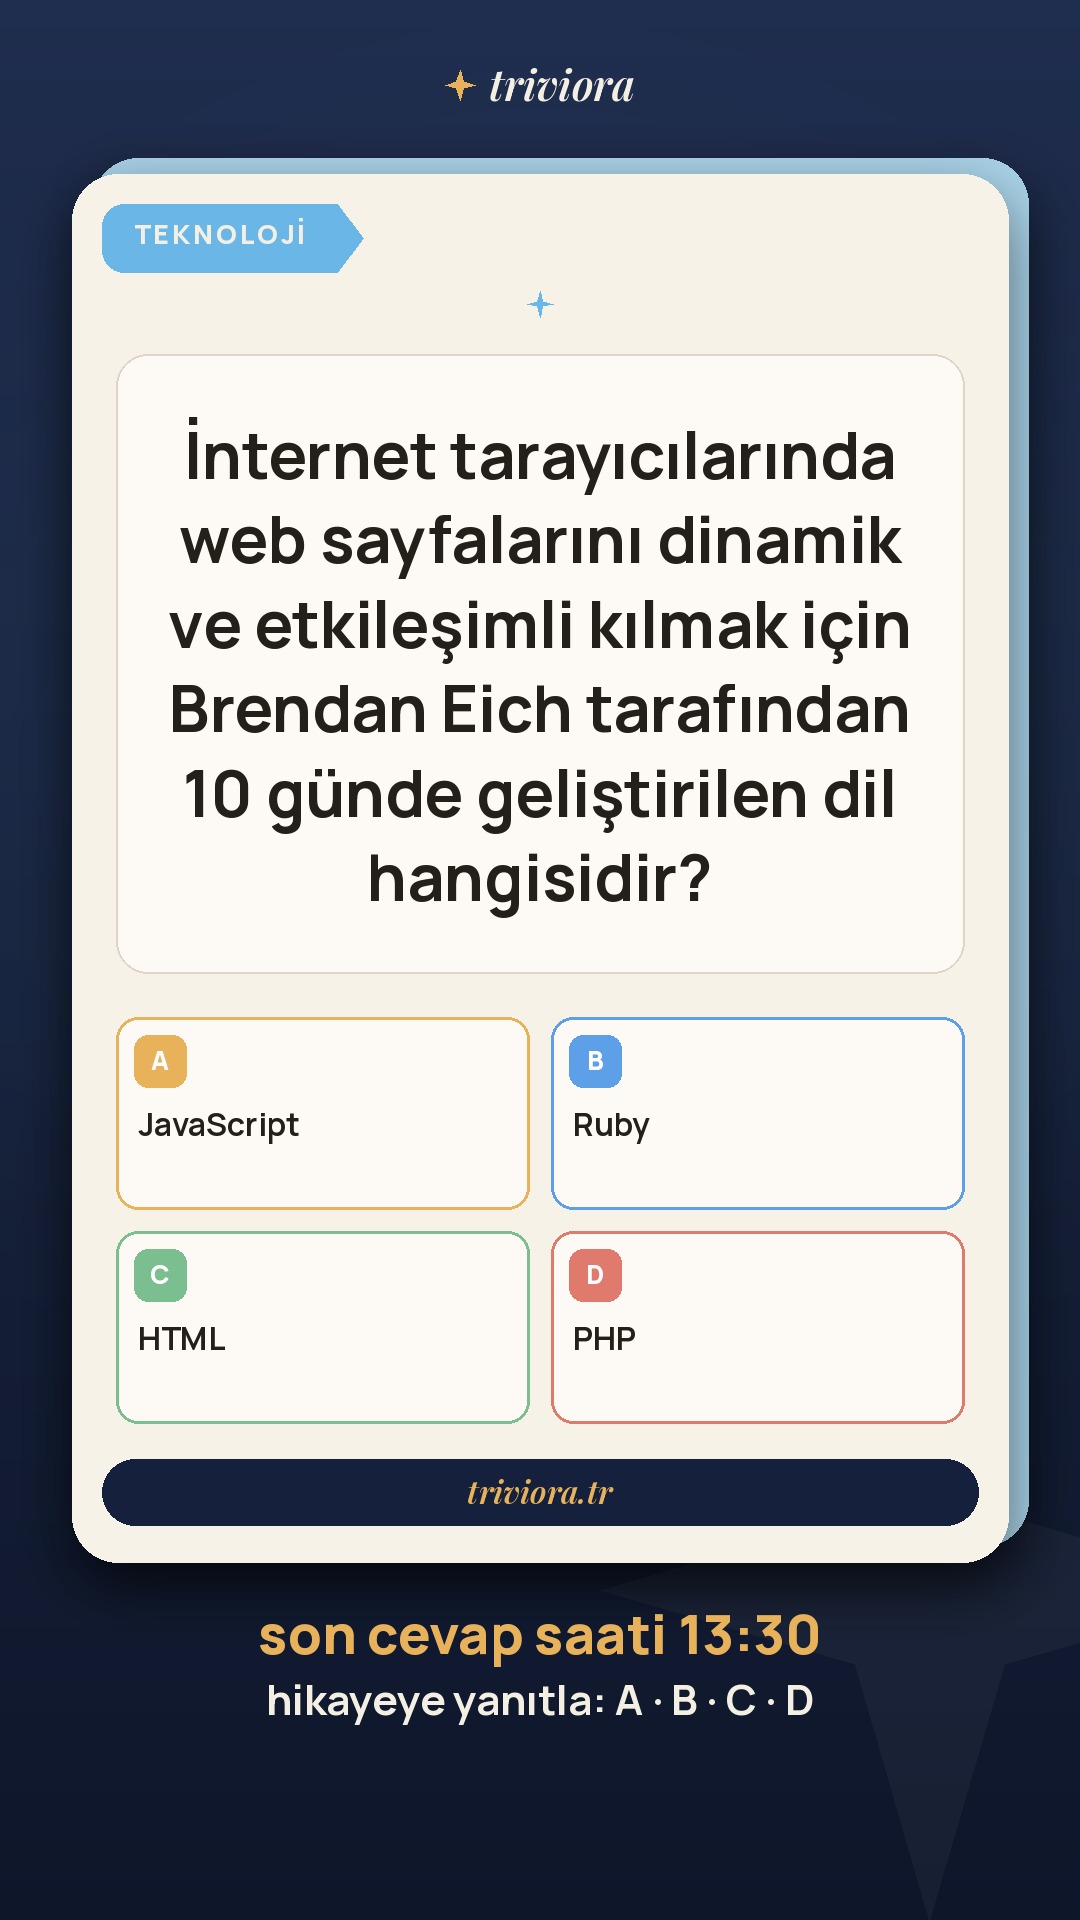 triviora
TEKNOLOJİ
İnternet tarayıcılarında
web sayfalarını dinamik
ve etkileşimli kılmak için
Brendan Eich tarafından
10 günde geliştirilen dil
hangisidir?
A
JavaScript
B
Ruby
C
HTML
D
PHP
triviora.tr
son cevap saati 13:30
hikayeye yanıtla: A · B · C · D